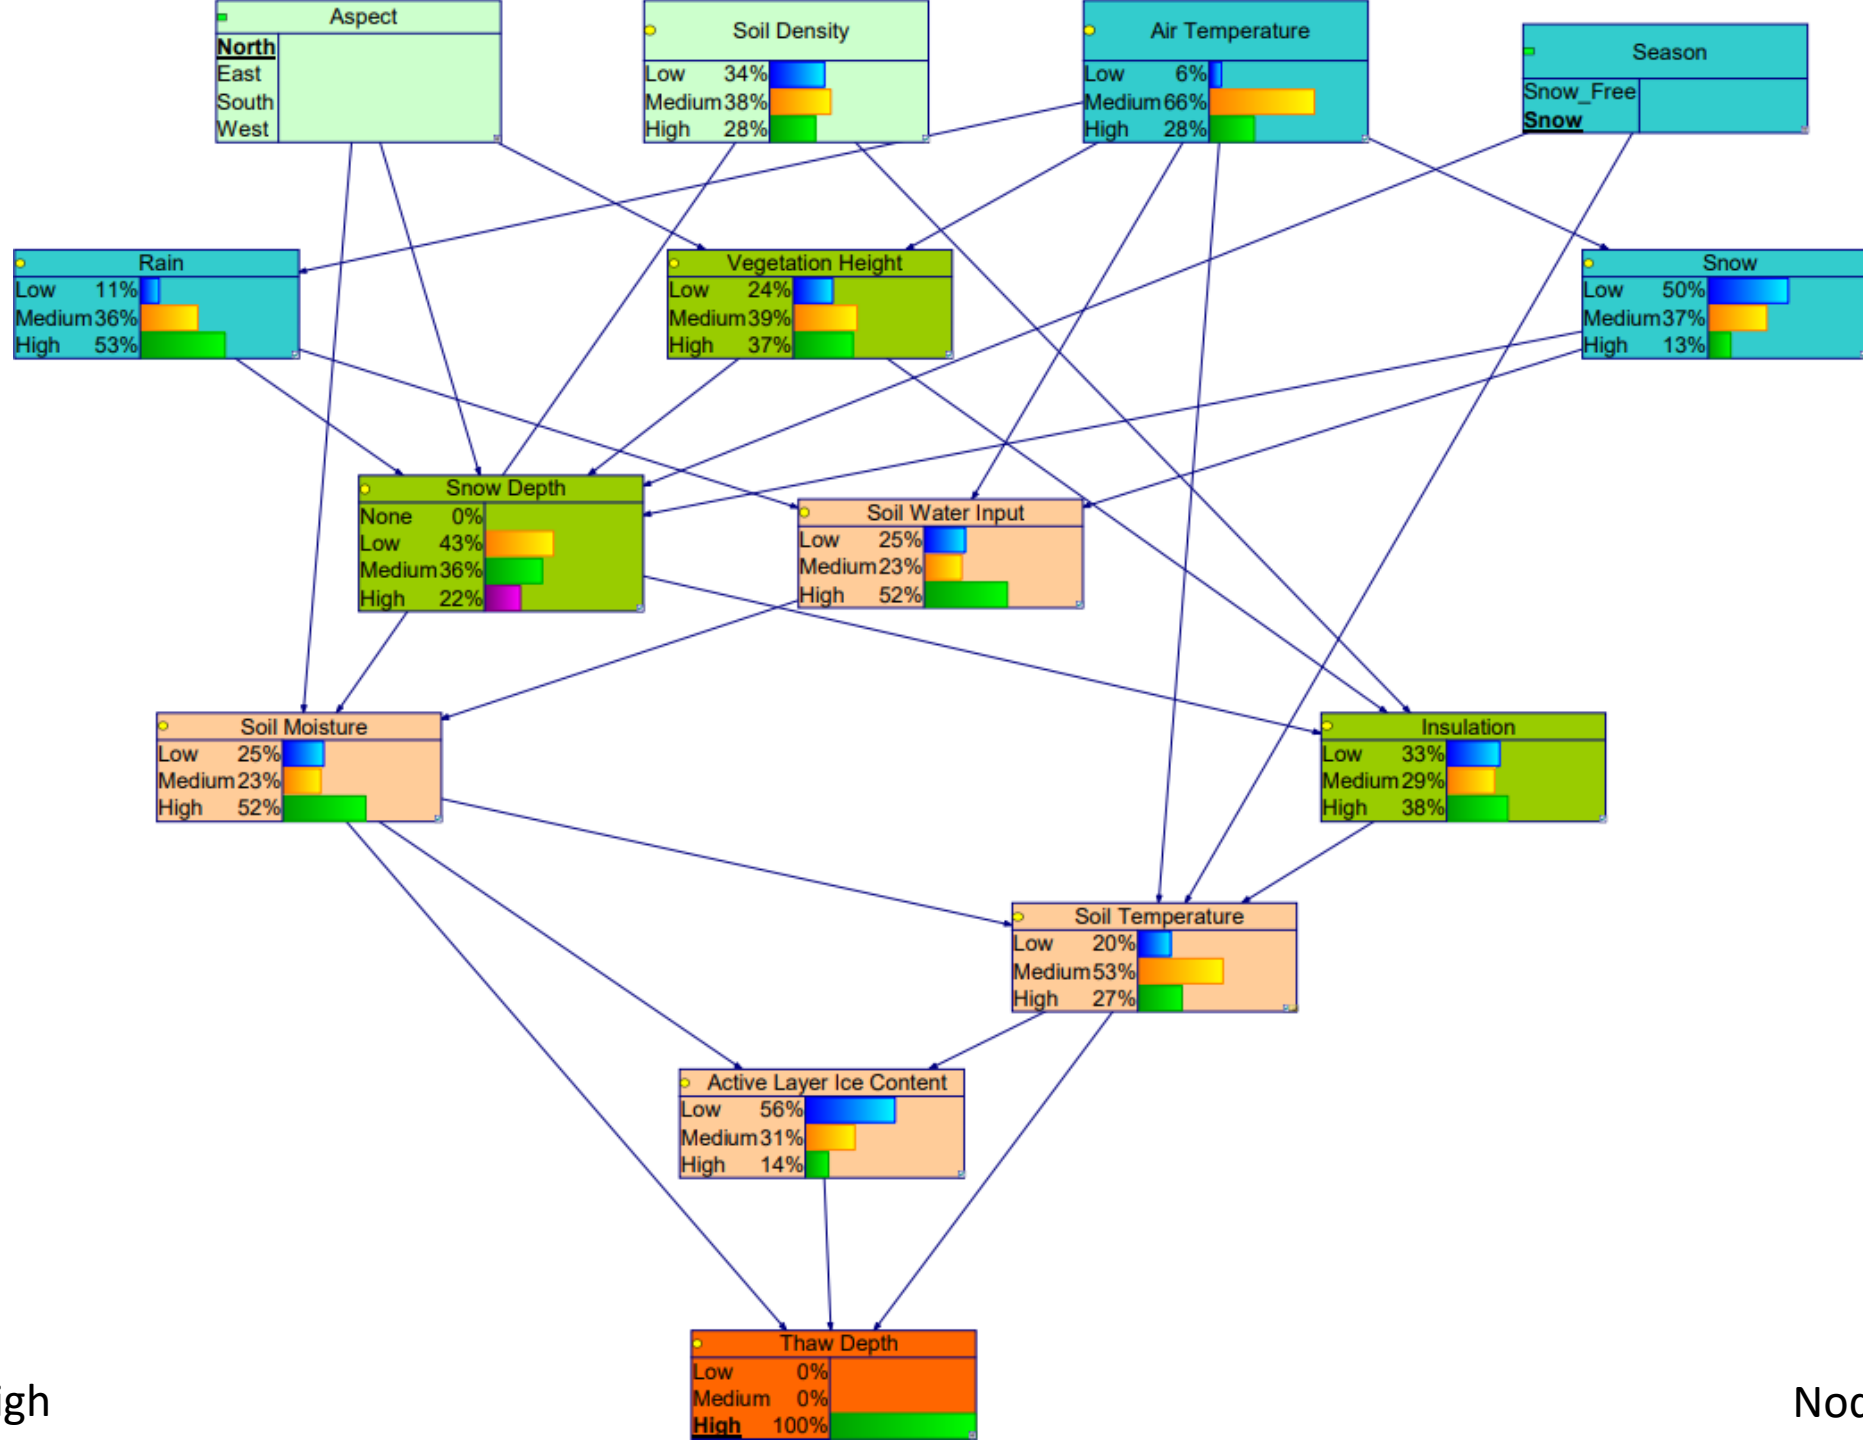 Aspect
North
East
South
West
Soil Density
Low 34%
Medium 38%
High 28%
Air Temperature
Low 6%
Medium 66%
High 28%
Season
Snow_Free
Snow
Rain
Low 11%
Medium 36%
High 53%
Vegetation Height
Low 24%
Medium 39%
High 37%
Snow
Low 50%
Medium 37%
High 13%
Snow Depth
None 0%
Low 43%
Medium 36%
High 22%
Soil Water Input
Low 25%
Medium 23%
High 52%
Soil Moisture
Low 25%
Medium 23%
High 52%
Insulation
Low 33%
Medium 29%
High 38%
Soil Temperature
Low 20%
Medium 53%
High 27%
Active Layer Ice Content
Low 56%
Medium 31%
High 14%
Thaw Depth
Low 0%
Medium 0%
High 100%
igh
Noc